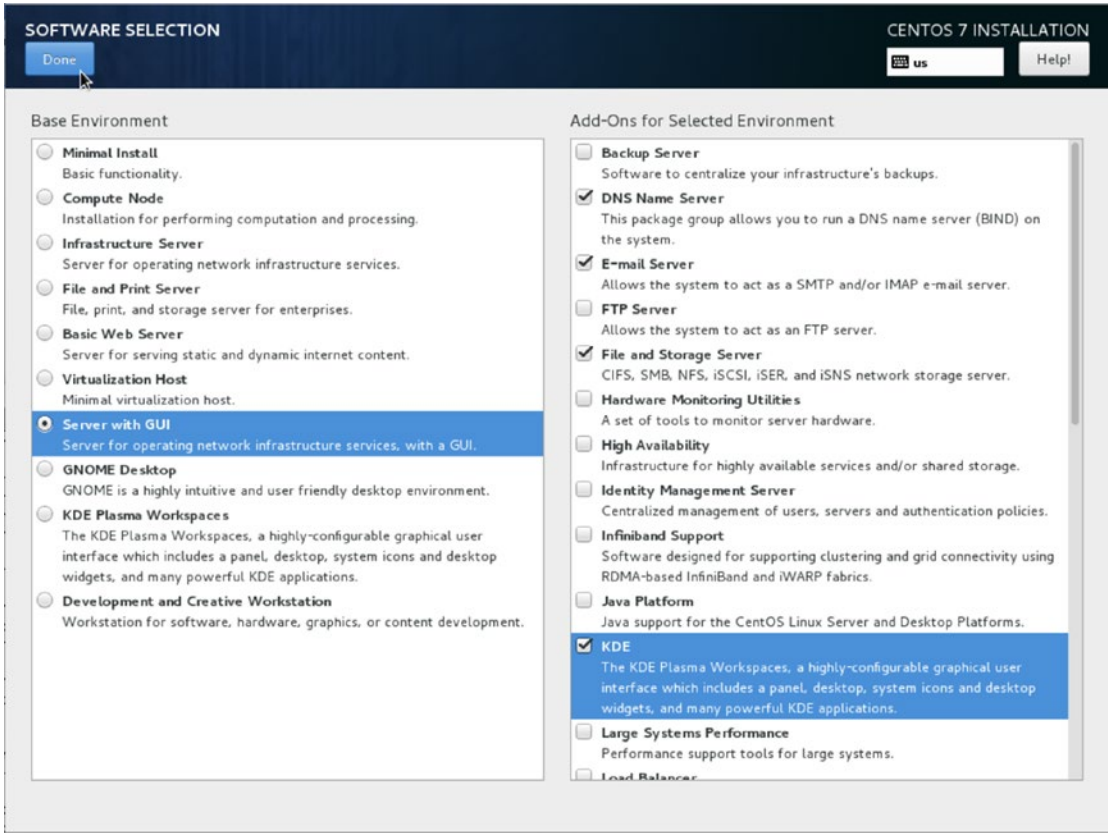 SOFTWARE SELECTION
CENTOS 7 INSTALLATION
Done
us
Help!
Base Environment
Minimal Install
Basic functionality.
Compute Node
Installation for performing computation and processing.
Infrastructure Server
Server for operating network infrastructure services.
File and Print Server
File, print, and storage server for enterprises.
Basic Web Server
Server for serving static and dynamic internet content.
Virtualization Host
Minimal virtualization host.
Server with GUI
Server for operating network infrastructure services, with a GUI.
GNOME Desktop
GNOME is a highly intuitive and user friendly desktop environment.
KDE Plasma Workspaces
The KDE Plasma Workspaces, a highly-configurable graphical user
interface which includes a panel, desktop, system icons and desktop
widgets, and many powerful KDE applications.
Development and Creative Workstation
Workstation for software, hardware, graphics, or content development.
Add-Ons for Selected Environment
Backup Server
Software to centralize your infrastructure's backups.
DNS Name Server
This package group allows you to run a DNS name server (BIND) on
the system.
E-mail Server
Allows the system to act as a SMTP and/or IMAP e-mail server.
FTP Server
Allows the system to act as an FTP server.
File and Storage Server
CIFS, SMB, NFS, iSCSI, iSER, and iSNS network storage server.
Hardware Monitoring Utilities
A set of tools to monitor server hardware.
High Availability
Infrastructure for highly available services and/or shared storage.
Identity Management Server
Centralized management of users, servers and authentication policies.
Infiniband Support
Software designed for supporting clustering and grid connectivity using
RDMA-based InfiniBand and iWARP fabrics.
Java Platform
Java support for the CentOS Linux Server and Desktop Platforms.
KDE
The KDE Plasma Workspaces, a highly-configurable graphical user
interface which includes a panel, desktop, system icons and desktop
widgets, and many powerful KDE applications.
Large Systems Performance
Performance support tools for large systems.
Load Balancer